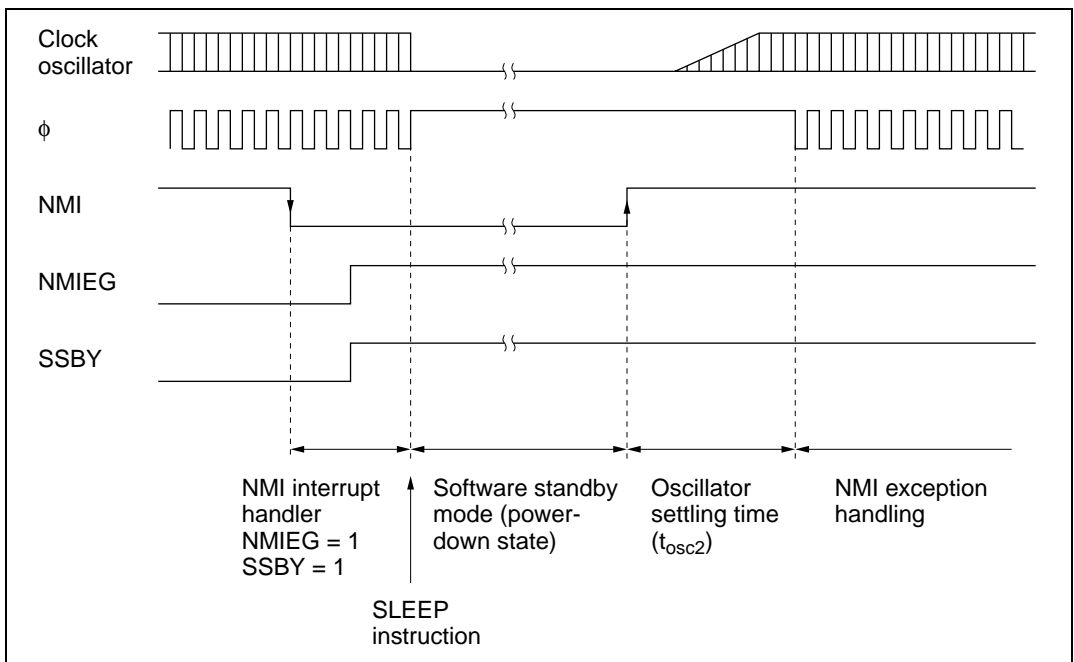 Clock
oscillator
φ
NMI
NMIEG
SSBY
NMI interrupt
handler
NMIEG = 1
SSBY = 1
Software standby
mode (power-
down state)
Oscillator
settling time
(tosc2)
NMI exception
handling
SLEEP
instruction